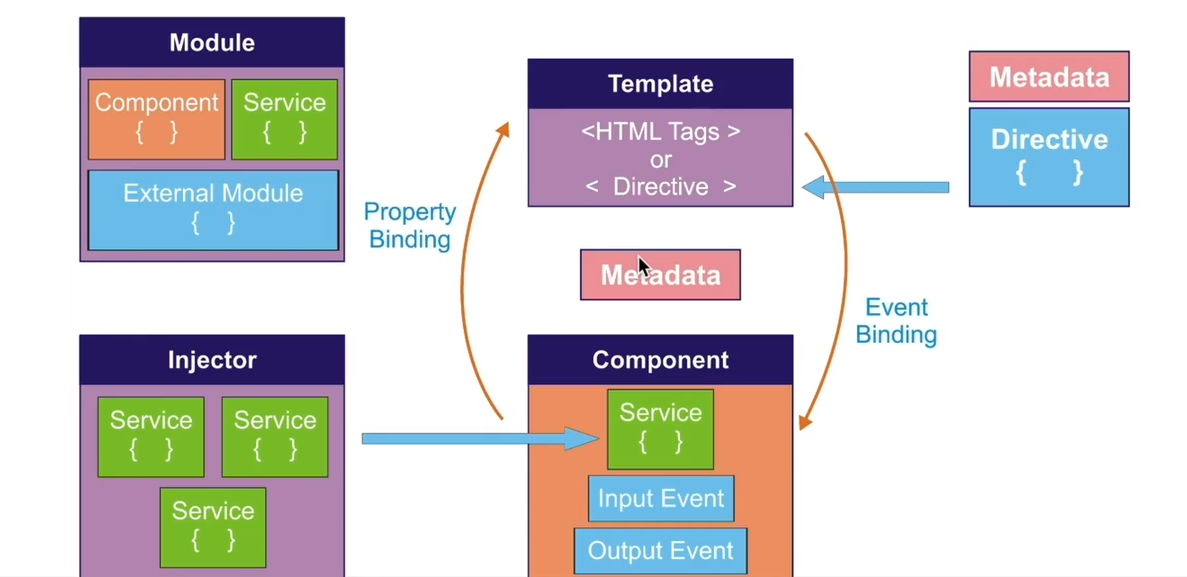 Module
Component
{ }
Service
{ }
External Module
{ }
Template
<HTML Tags >
or
< Directive >
Metadata
Directive
{ }
Property
Binding
Metadata
Event
Binding
Injector
Service
{ }
Service
{ }
Service
{ }
Component
Service
{ }
Input Event
Output Event